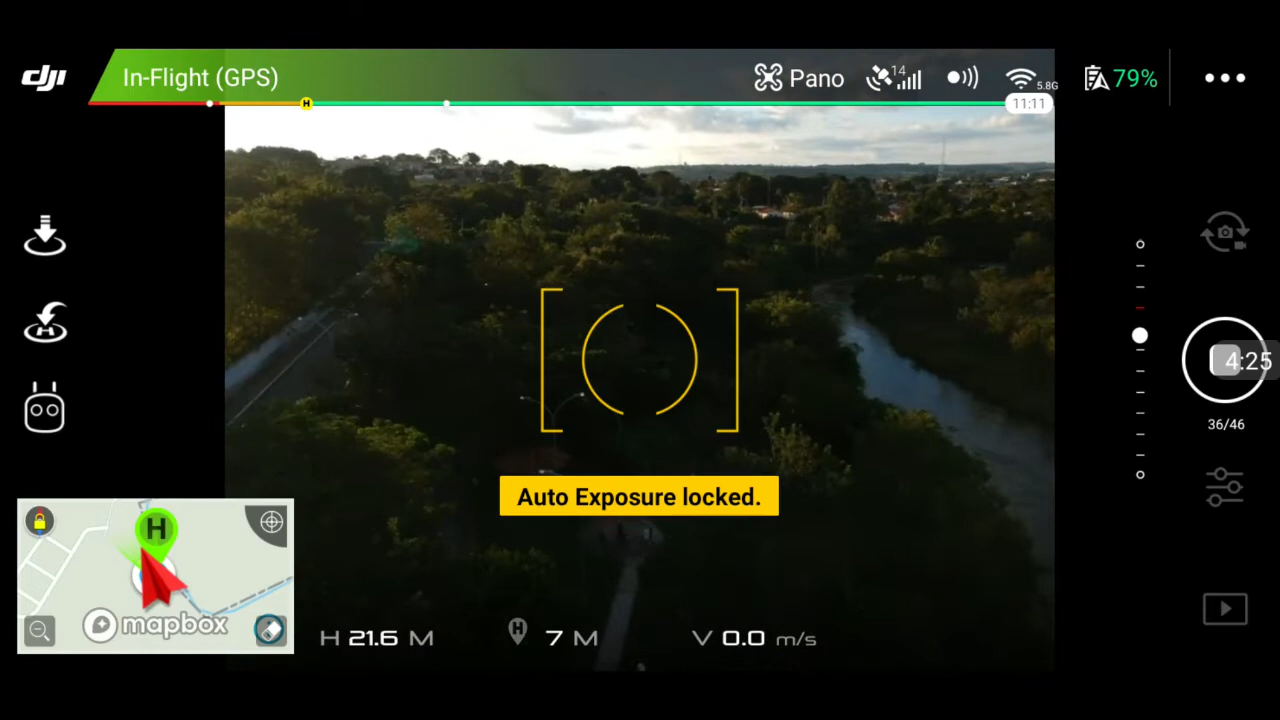 dji
In-Flight (GPS)
Pano
14
5.8G
79%
11:11
H
4:25
36/46
Auto Exposure locked.
H
mapbox
H 21.6 M
H
7 M
V 0.0 m/s